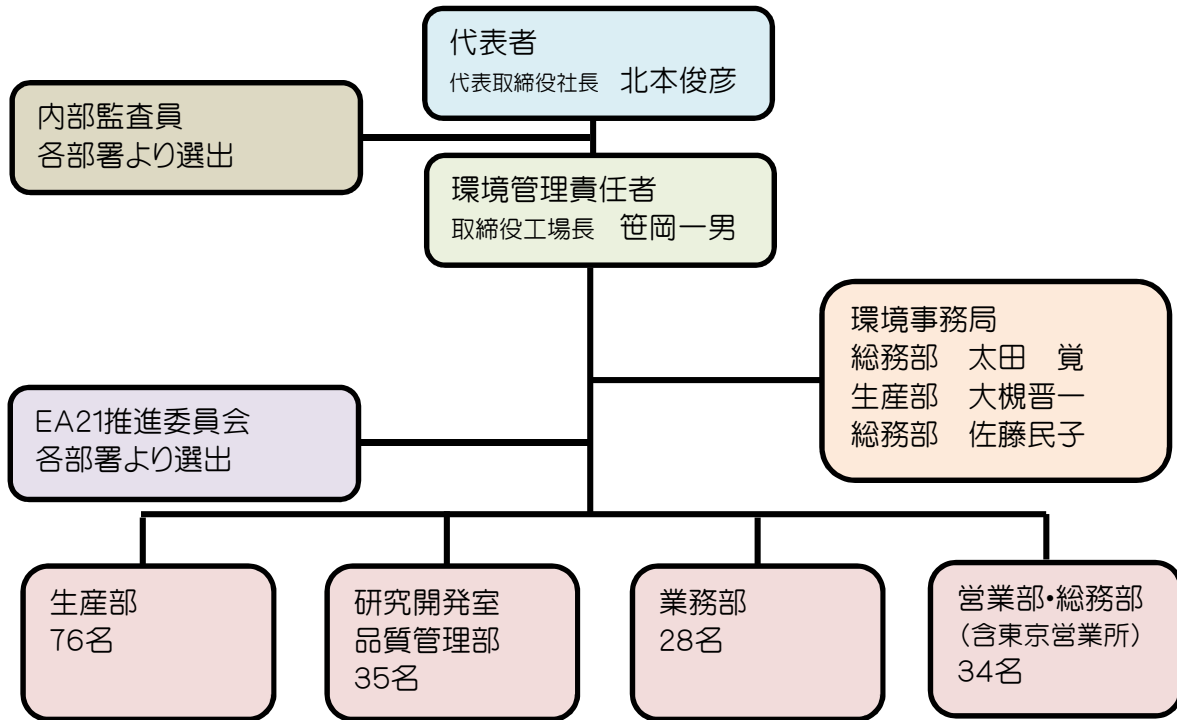 代表者
代表取締役社長　北本俊彦
内部監査員
各部署より選出
環境管理責任者
取締役工場長　笹岡一男
環境事務局
総務部　太田　覚
生産部　大槻晋一
総務部　佐藤民子
EA21推進委員会
各部署より選出
生産部
76名
研究開発室
品質管理部
35名
業務部
28名
営業部・総務部
（含東京営業所）
34名